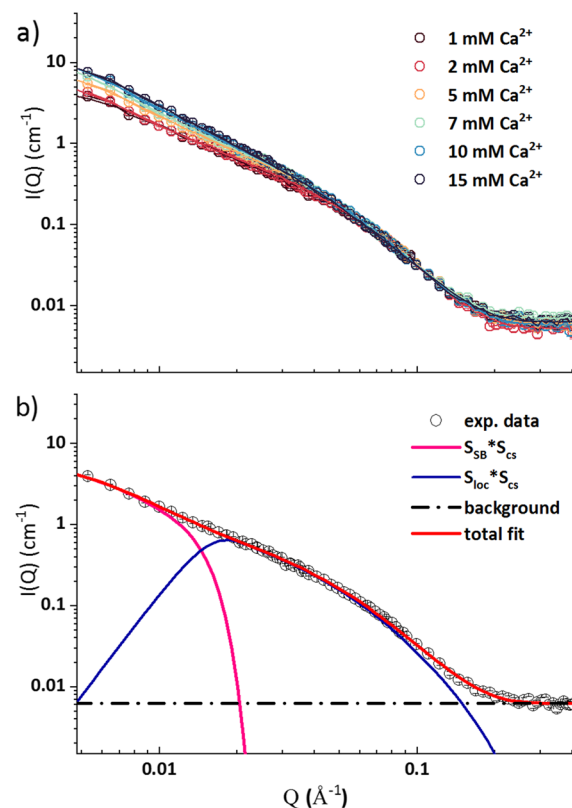 a)
10
1
0.1
0.01
I(Q) (cm⁻¹)
1 mM Ca²⁺
2 mM Ca²⁺
5 mM Ca²⁺
7 mM Ca²⁺
10 mM Ca²⁺
15 mM Ca²⁺
b)
10
1
0.1
0.01
I(Q) (cm⁻¹)
exp. data
S_SB*S_cs
S_loc*S_cs
background
total fit
0.01
0.1
Q (Å⁻¹)